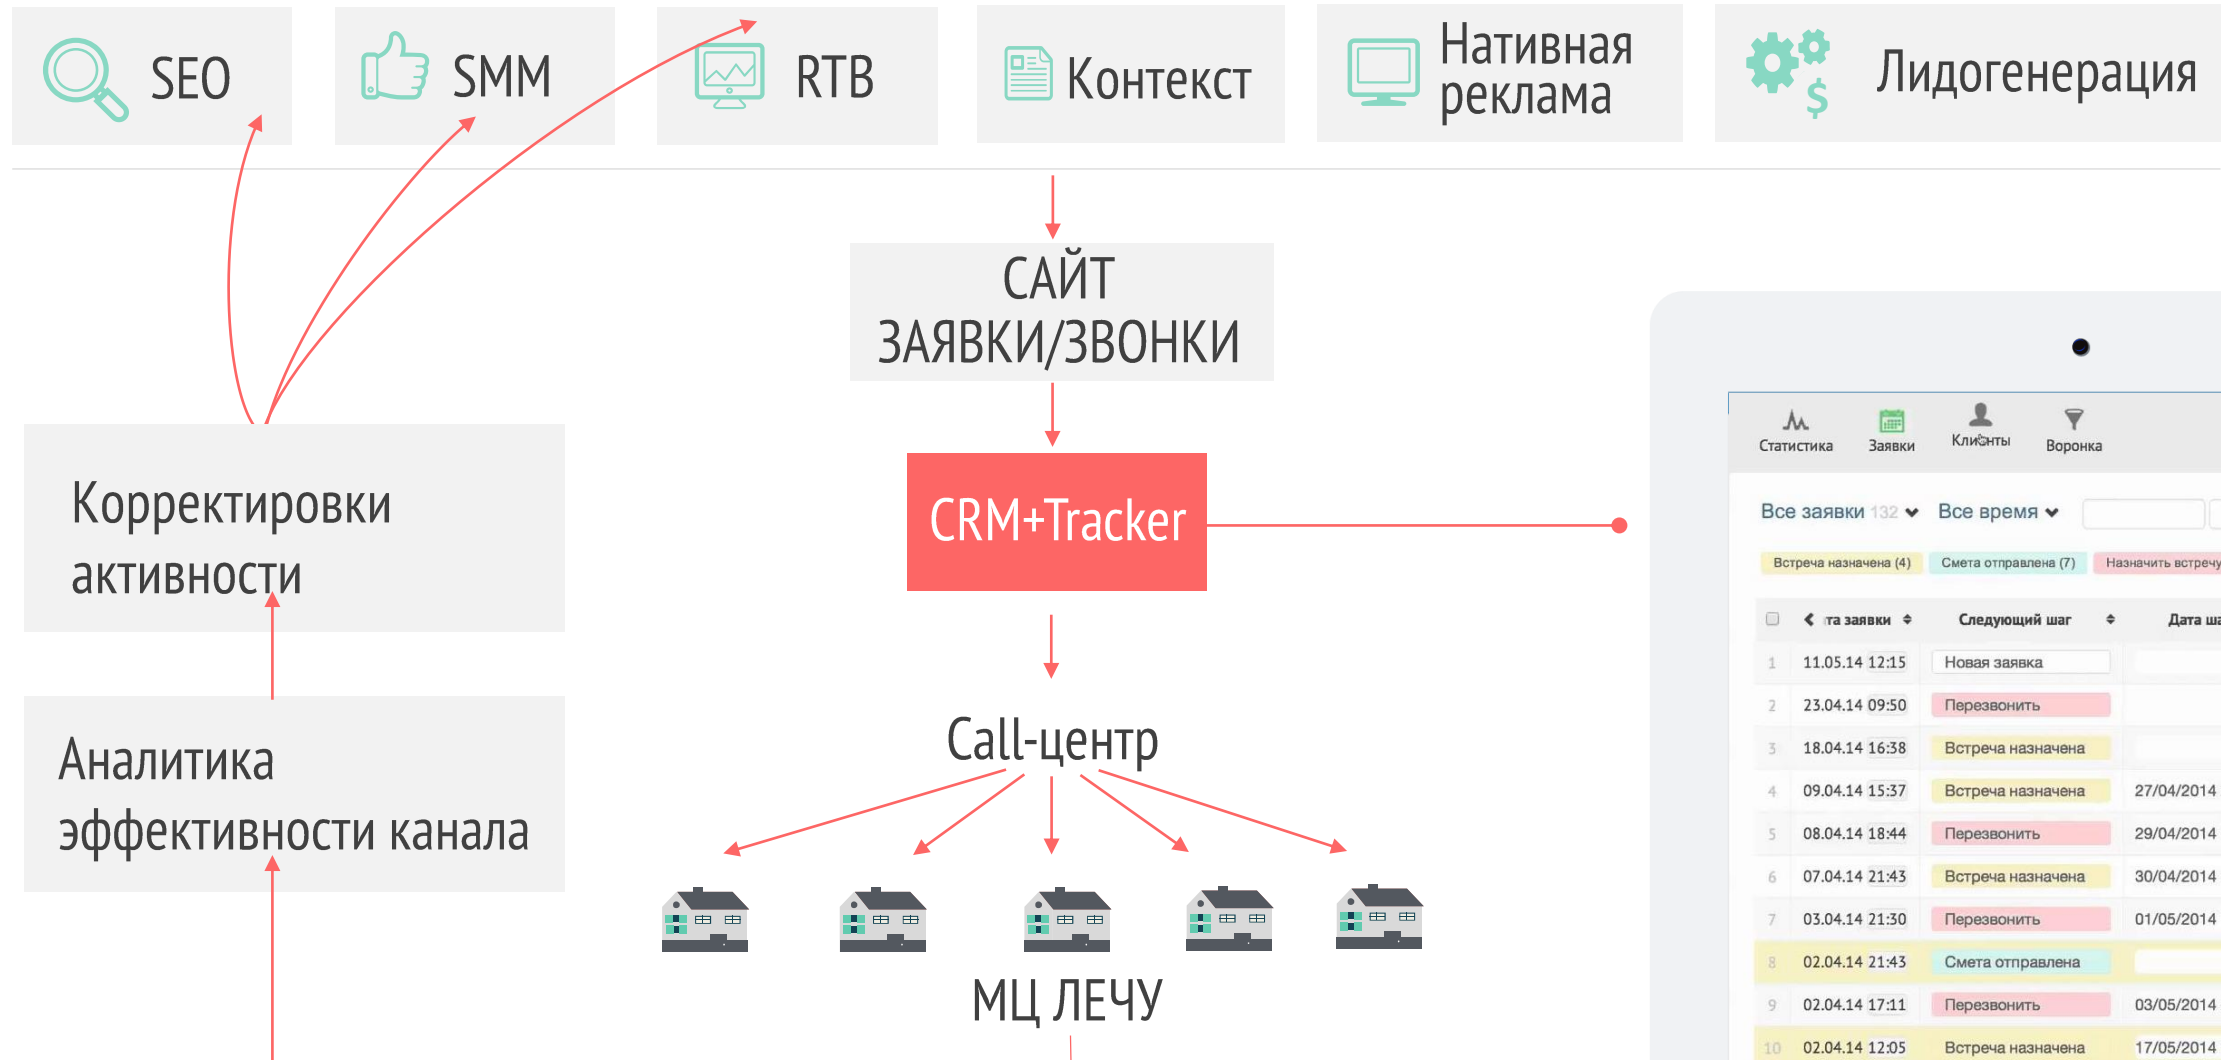 SEO
SMM
RTB
Контекст
Нативная
реклама
Лидогенерация
$
САЙТ
ЗАЯВКИ/ЗВОНКИ
CRM+Tracker
Корректировки
активности
Аналитика
эффективности канала
Call-центр
МЦ ЛЕЧУ
Статистика Заявки Клиенты Воронка
Все заявки 132 Все время
Встреча назначена (4) Смета отправлена (7) Назначить встречу
та заявки Следующий шаг Дата ша
1 11.05.14 12:15 Новая заявка
2 23.04.14 09:50 Перезвонить
3 18.04.14 16:38 Встреча назначена
4 09.04.14 15:37 Встреча назначена 27/04/2014
5 08.04.14 18:44 Перезвонить 29/04/2014
6 07.04.14 21:43 Встреча назначена 30/04/2014
7 03.04.14 21:30 Перезвонить 01/05/2014
8 02.04.14 21:43 Смета отправлена
9 02.04.14 17:11 Перезвонить 03/05/2014
10 02.04.14 12:05 Встреча назначена 17/05/2014